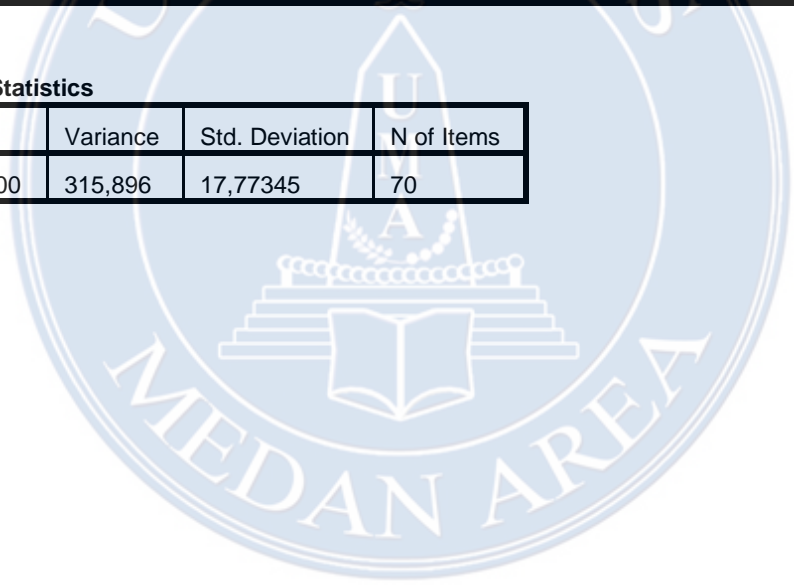 Statistics
Variance Std. Deviation N of Items
00 315,896 17,77345 70
U
M
A
MEDAN AREA